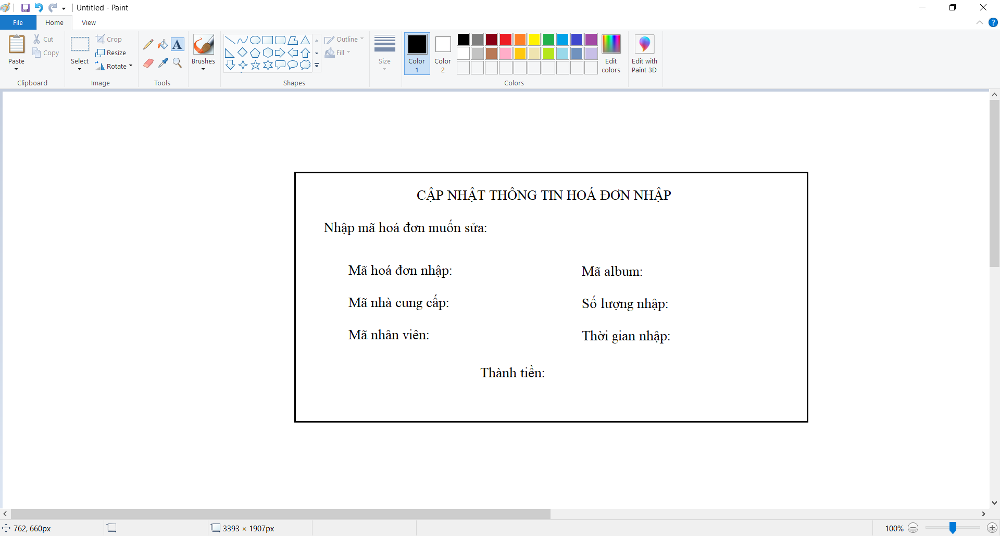 Untitled - Paint
File Home View
Paste
Cut
Copy
Clipboard
Select
Crop
Resize
Rotate
Image
A
Tools
Brushes
Shapes
Outline
Fill
Size
Color 1
Color 2
Colors
Edit colors
Edit with Paint 3D
CẬP NHẬT THÔNG TIN HOÁ ĐƠN NHẬP
Nhập mã hoá đơn muốn sửa:
Mã hoá đơn nhập: Mã album:
Mã nhà cung cấp: Số lượng nhập:
Mã nhân viên: Thời gian nhập:
Thành tiền:
762, 660px 3393 × 1907px 100%